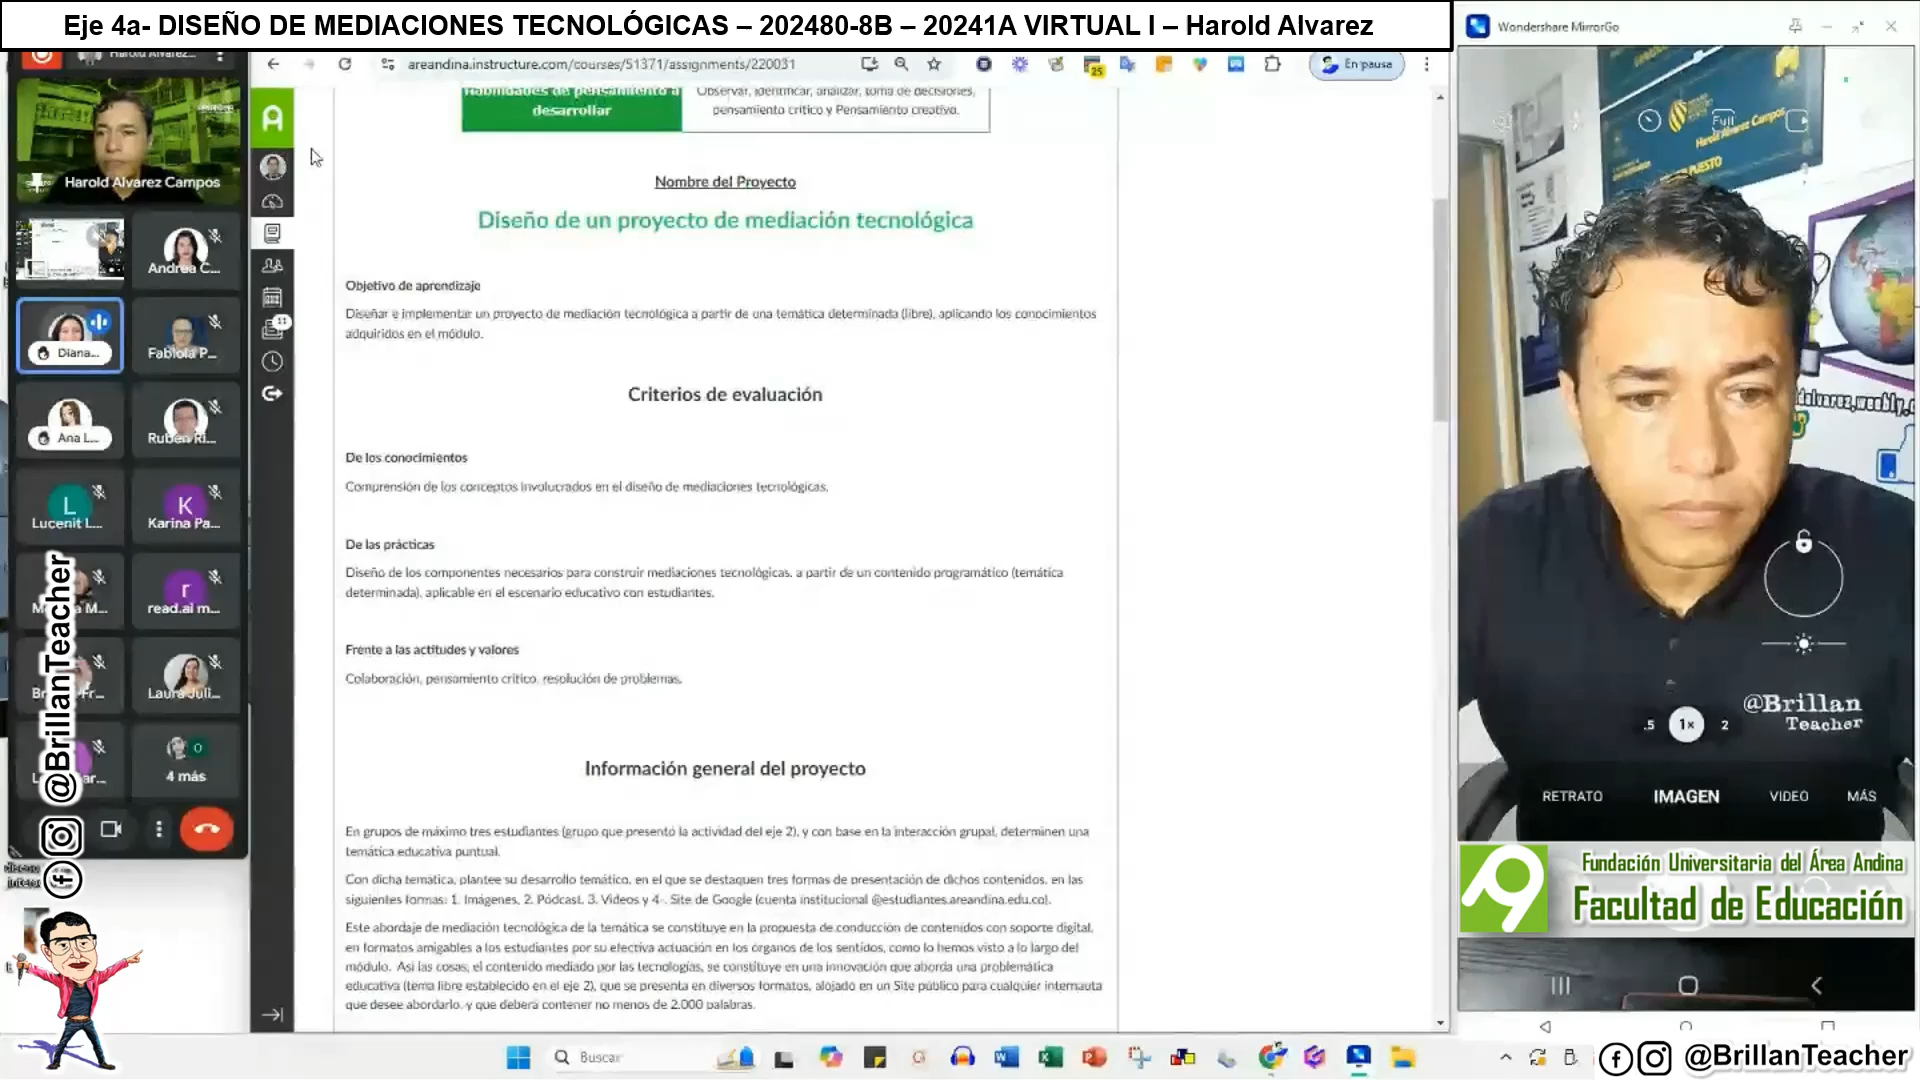 Eje 4a- DISEÑO DE MEDIACIONES TECNOLÓGICAS – 202480-8B – 20241A VIRTUAL I – Harold Alvarez
Wondershare MirrorGo
areandina.instructure.com/courses/51371/assignments/220031
25
En pausa
Harold Alvarez...
Harold Alvarez Campos
Andrea C...
Diana...
Fabiola P...
Ana L...
Ruben Ri...
L
Lucenit L...
K
Karina Pa...
r
read.ai m...
Laura Juli...
O
4 más
@BrillanTeacher
A
11
Habilidades de pensamiento a desarrollar
Observar, identificar, analizar, toma de decisiones,
pensamiento crítico y Pensamiento creativo.
Nombre del Proyecto
Diseño de un proyecto de mediación tecnológica
Objetivo de aprendizaje
Diseñar e implementar un proyecto de mediación tecnológica a partir de una temática determinada (libre), aplicando los conocimientos
adquiridos en el módulo.
Criterios de evaluación
De los conocimientos
Comprensión de los conceptos involucrados en el diseño de mediaciones tecnológicas.
De las prácticas
Diseño de los componentes necesarios para construir mediaciones tecnológicas, a partir de un contenido programático (temática
determinada), aplicable en el escenario educativo con estudiantes.
Frente a las actitudes y valores
Colaboración, pensamiento crítico, resolución de problemas.
Información general del proyecto
En grupos de máximo tres estudiantes (grupo que presentó la actividad del eje 2), y con base en la interacción grupal, determinen una
temática educativa puntual.
Con dicha temática, plantee su desarrollo temático, en el que se destaquen tres formas de presentación de dichos contenidos, en las
siguientes formas: 1. Imágenes, 2. Pódcast, 3. Videos y 4-. Site de Google (cuenta institucional @estudiantes.areandina.edu.co).
Este abordaje de mediación tecnológica de la temática se constituye en la propuesta de conducción de contenidos con soporte digital,
en formatos amigables a los estudiantes por su efectiva actuación en los órganos de los sentidos, como lo hemos visto a lo largo del
módulo. Así las cosas, el contenido mediado por las tecnologías, se constituye en una innovación que aborda una problemática
educativa (tema libre establecido en el eje 2), que se presenta en diversos formatos, alojado en un Site público para cualquier internauta
que desee abordarlo, y que deberá contener no menos de 2.000 palabras.
Full
Harold Alvarez Campos
PUESTO
@Brillan
Teacher
.5
1x
2
RETRATO
IMAGEN
VIDEO
MÁS
Fundación Universitaria del Área Andina
Facultad de Educación
Buscar
@BrillanTeacher